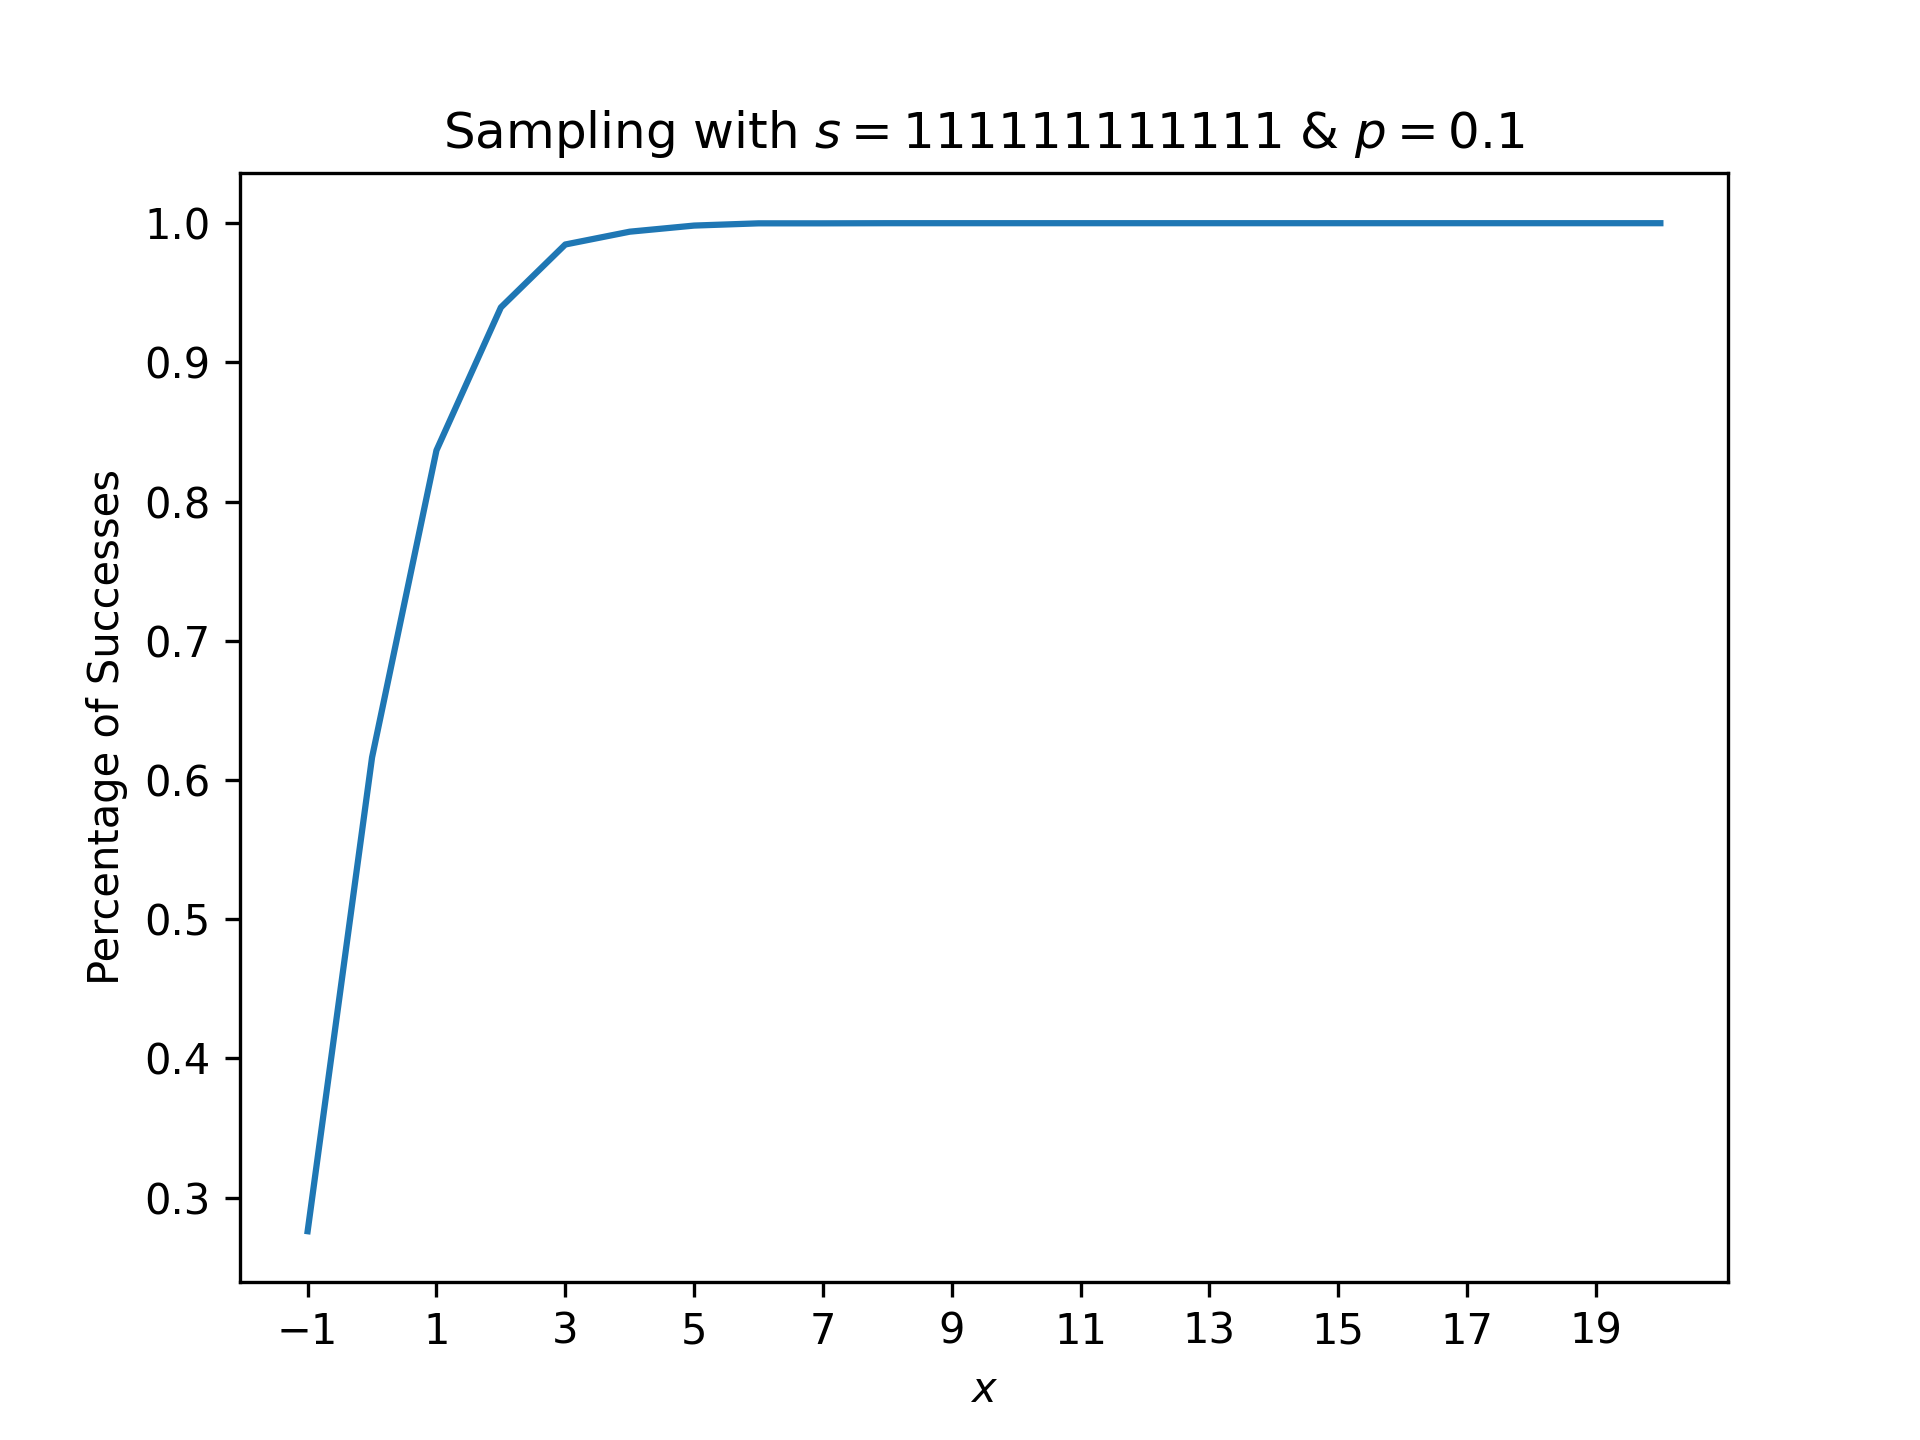 Sampling with s = 111111111111 & p = 0.1
1.0
0.9
0.8
0.7
0.6
0.5
0.4
0.3
Percentage of Successes
−1 1 3 5 7 9 11 13 15 17 19
x